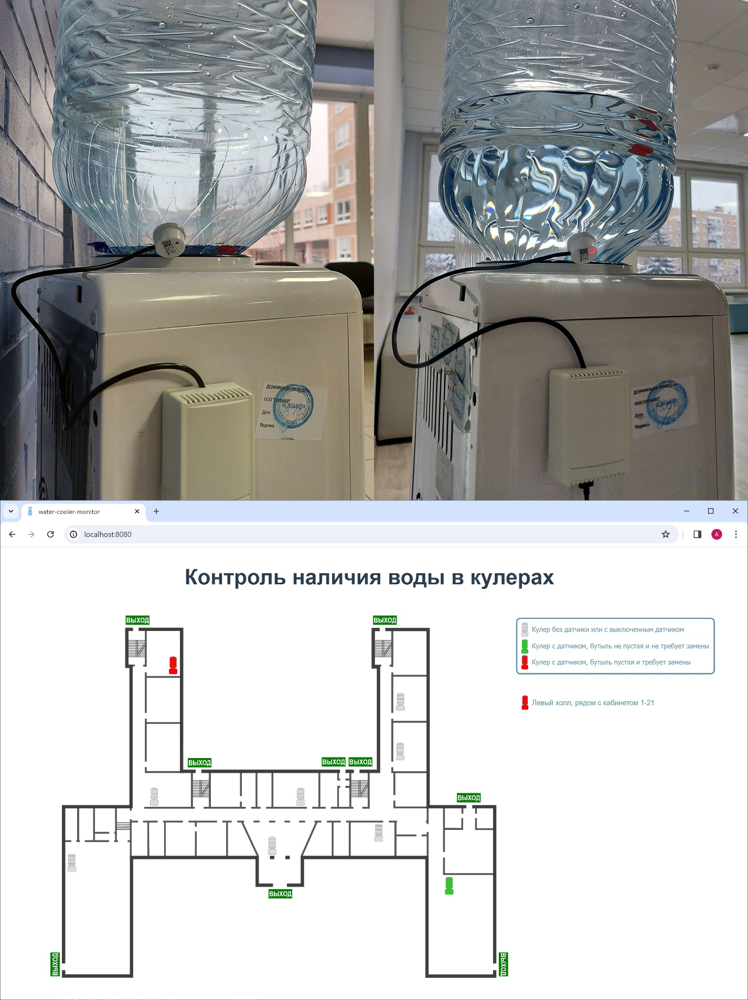 ДЕЗИНФЕКЦИЯ ПРОВЕДЕНА
ООО "СИЛЬВЕР"
«СИЛЬВЕР»
Дата
Подпись
ДЕЗИНФЕКЦИЯ
ООО "СИЛЬВЕР"
Дата
Подпись
water-cooler-monitor
localhost:8080
A
Контроль наличия воды в кулерах
ВЫХОД
ВЫХОД
Кулер без датчики или с выключенным датчиком
Кулер с датчиком, бутыль не пустая и не требует замены
Кулер с датчиком, бутыль пустая и требует замены
Левый холл, рядом с кабинетом 1-21
ВЫХОД
ВЫХОД
ВЫХОД
ВЫХОД
ВЫХОД
ВЫХОД
ВЫХОД